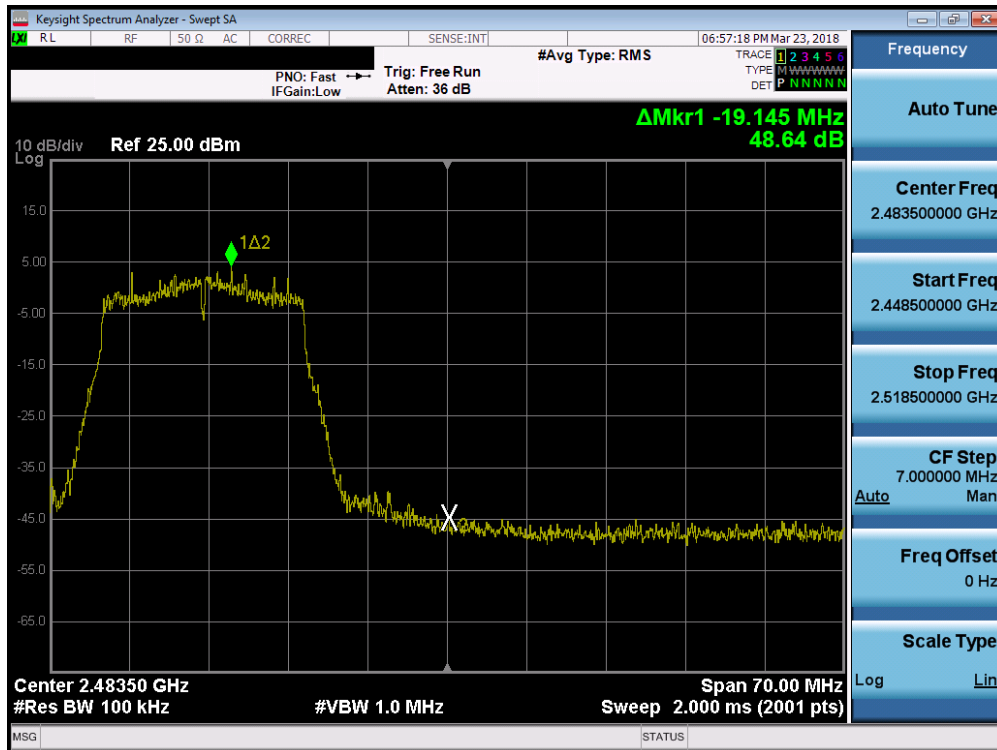 Keysight Spectrum Analyzer - Swept SA
LXI RL RF 50 Ω AC CORREC SENSE:INT 06:57:18 PM Mar 23, 2018
#Avg Type: RMS TRACE 1 2 3 4 5 6
PNO: Fast Trig: Free Run TYPE M WWWWW
IFGain:Low Atten: 36 dB DET P N N N N N
ΔMkr1 -19.145 MHz
48.64 dB
10 dB/div Ref 25.00 dBm
Log
15.0
1Δ2
5.00
-5.00
-15.0
-25.0
-35.0
-45.0
-55.0
-65.0
Center 2.48350 GHz Span 70.00 MHz
#Res BW 100 kHz #VBW 1.0 MHz Sweep 2.000 ms (2001 pts)
MSG STATUS
Frequency
Auto Tune
Center Freq
2.483500000 GHz
Start Freq
2.448500000 GHz
Stop Freq
2.518500000 GHz
CF Step
7.000000 MHz
Auto Man
Freq Offset
0 Hz
Scale Type
Log Lin